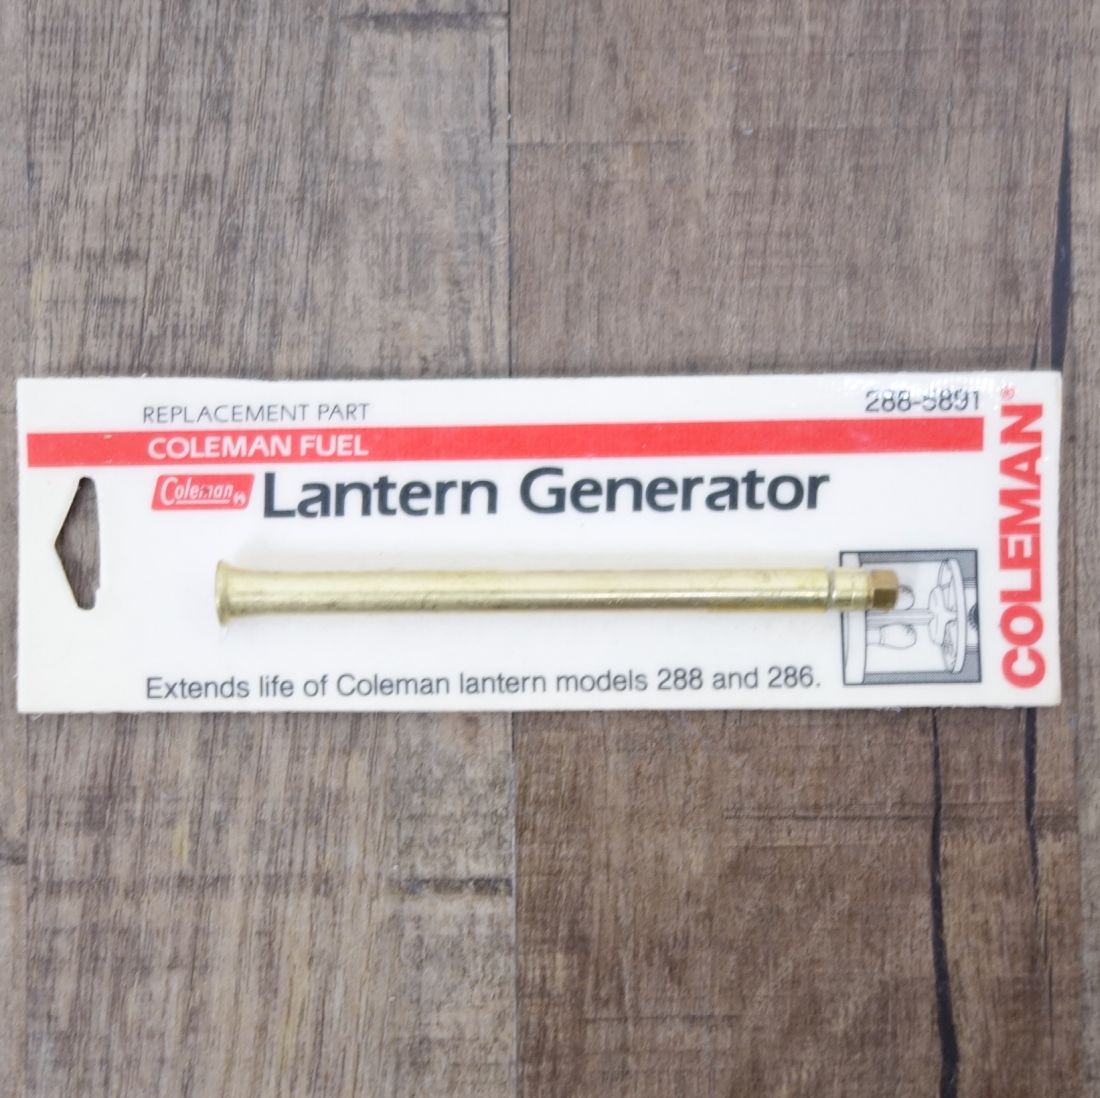 REPLACEMENT PART
288-5891
COLEMAN FUEL
Coleman
Lantern Generator
Extends life of Coleman lantern models 288 and 286.
COLEMAN®